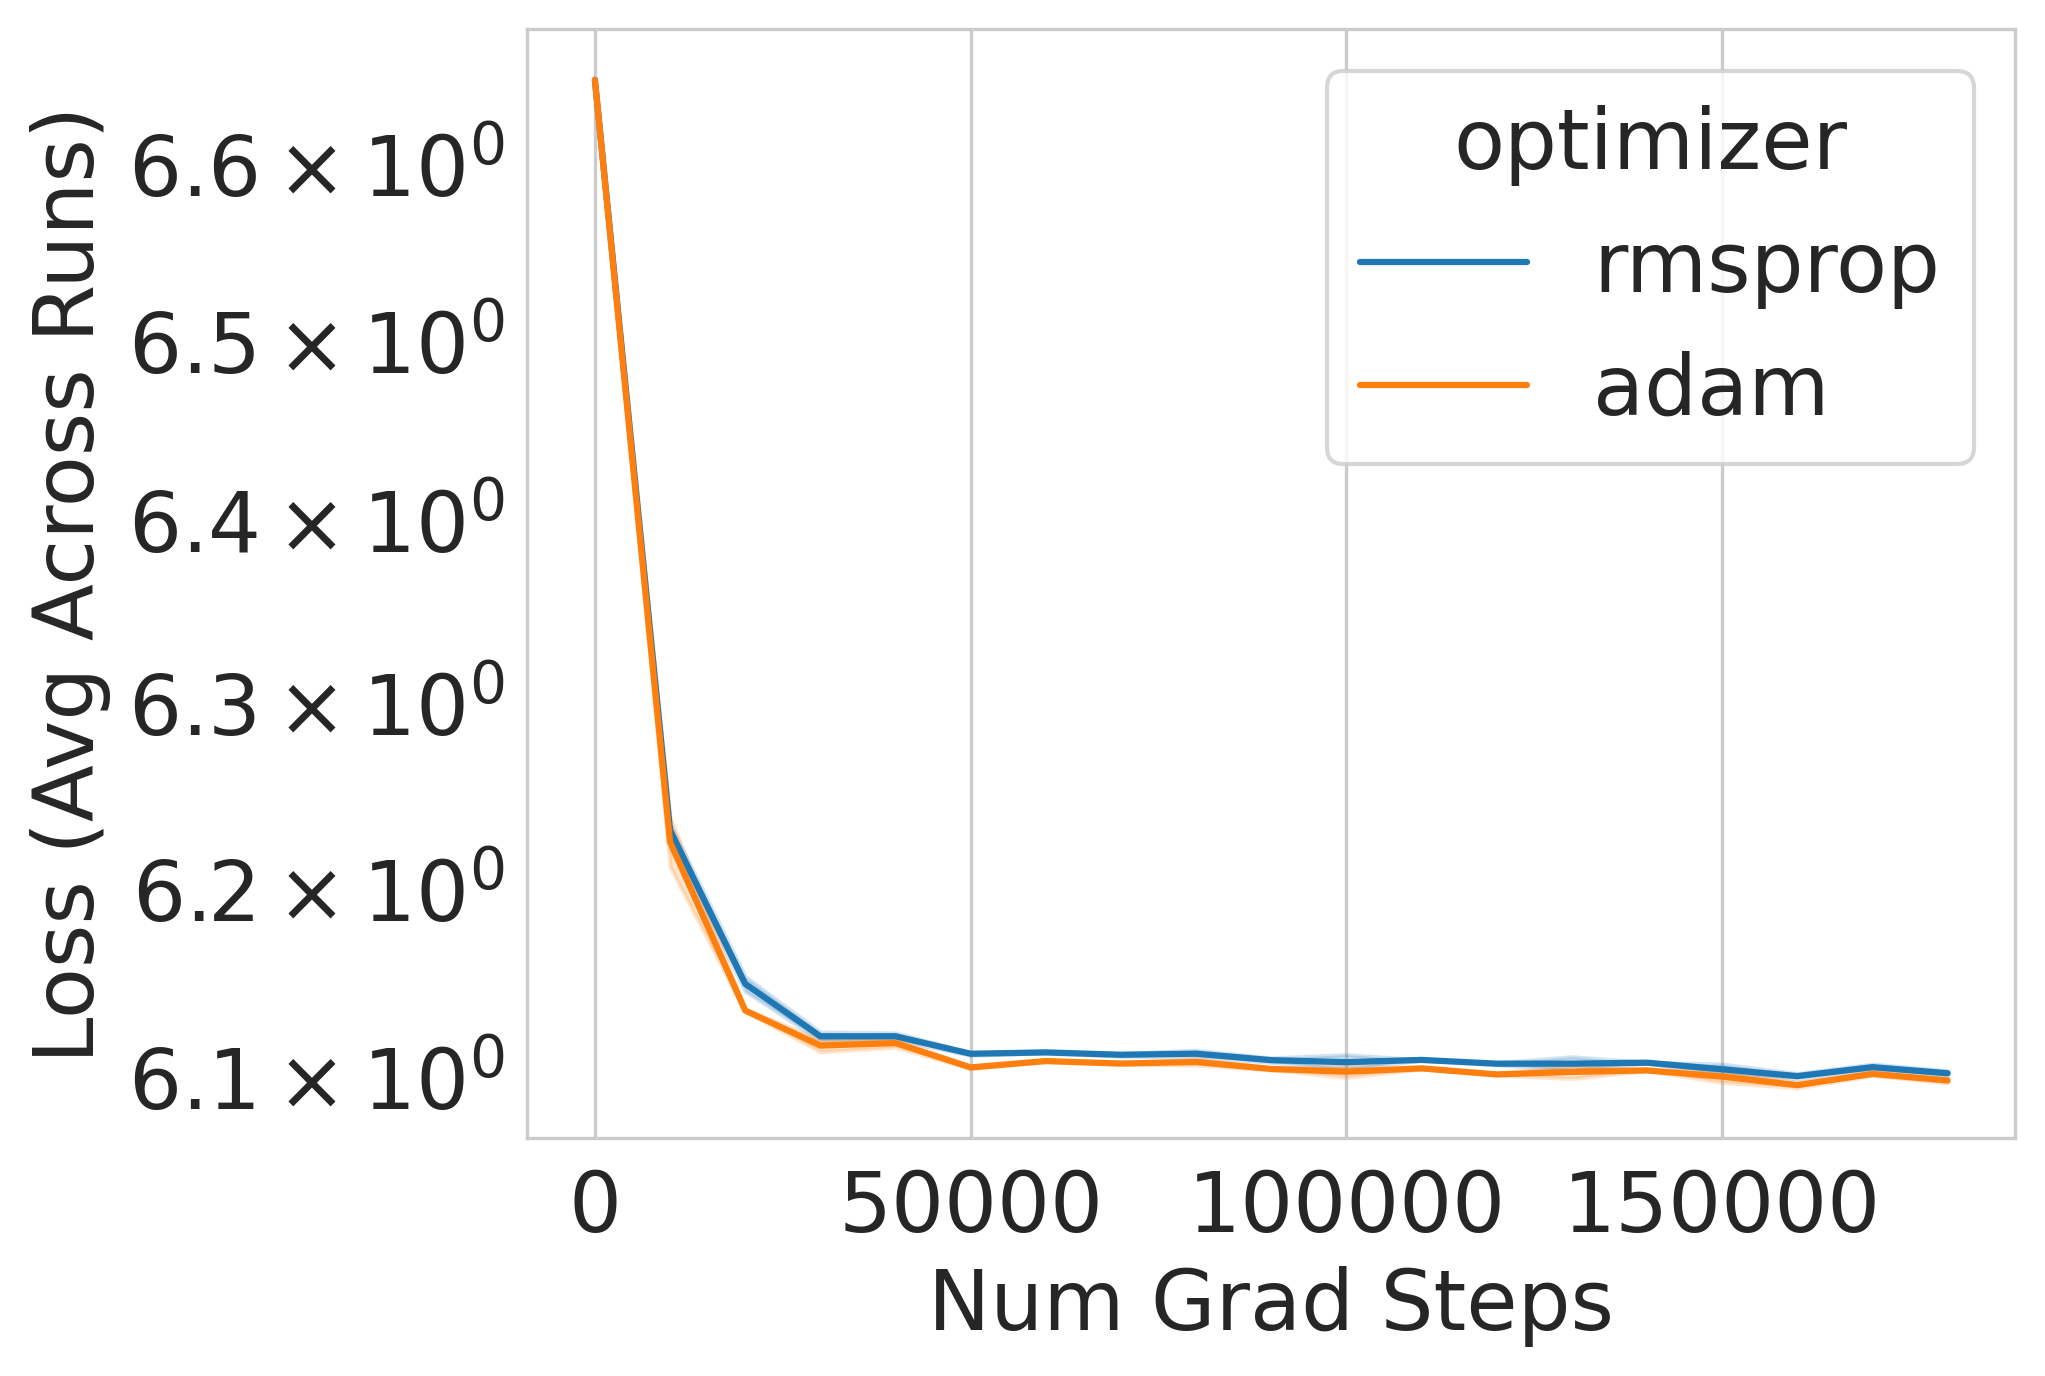 Loss (Avg Across Runs)
6.6 × 10⁰
6.5 × 10⁰
6.4 × 10⁰
6.3 × 10⁰
6.2 × 10⁰
6.1 × 10⁰
optimizer
rmsprop
adam
0 50000 100000 150000
Num Grad Steps